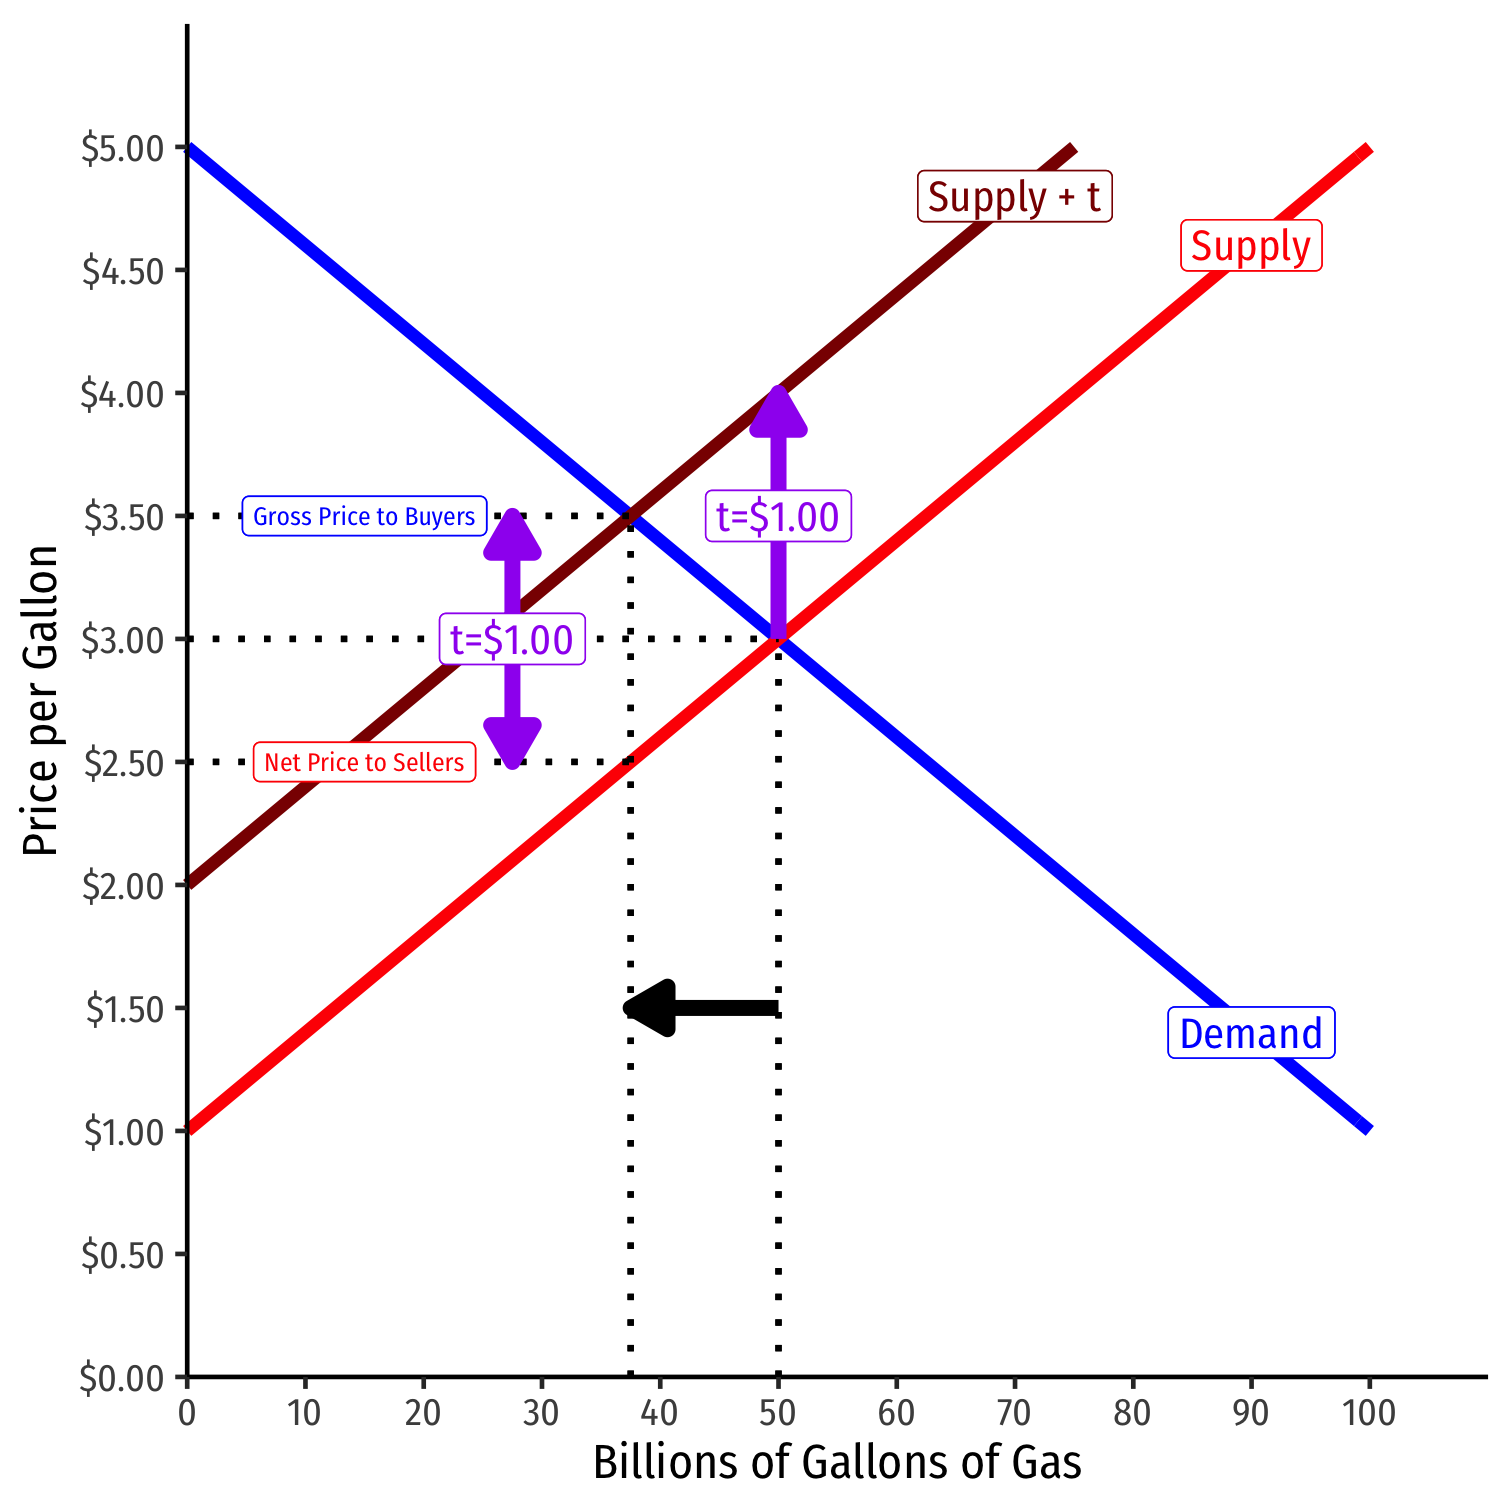 $5.00
Supply + t
Supply
$4.50
$4.00
$3.50
Gross Price to Buyers
t=$1.00
$3.00
t=$1.00
Price per Gallon
$2.50
Net Price to Sellers
$2.00
$1.50
Demand
$1.00
$0.50
$0.00
0 10 20 30 40 50 60 70 80 90 100
Billions of Gallons of Gas